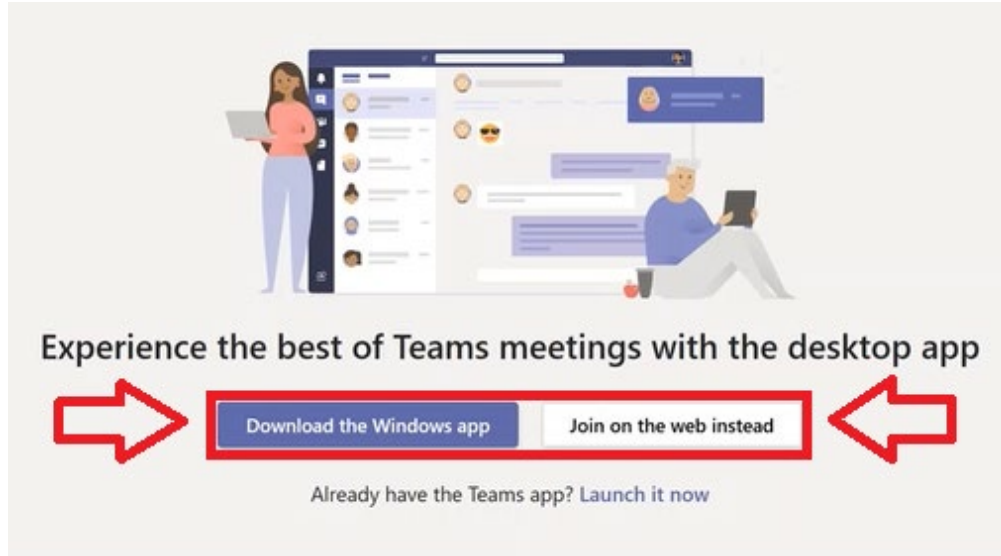 Experience the best of Teams meetings with the desktop app
Download the Windows app
Join on the web instead
Already have the Teams app? Launch it now